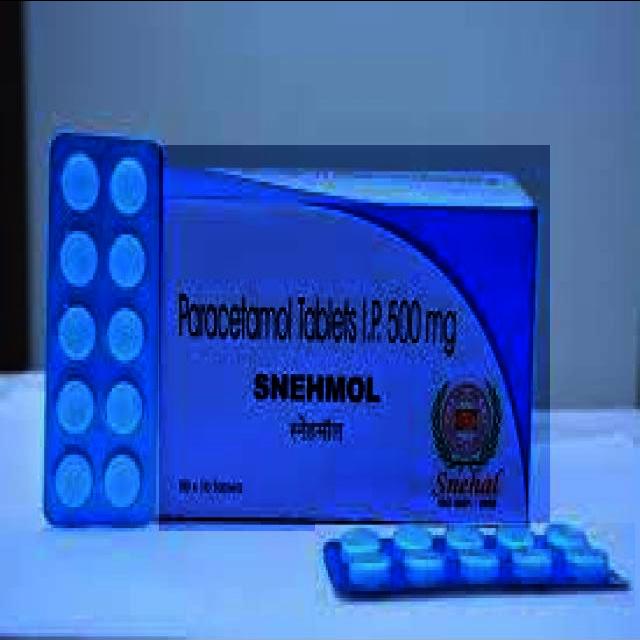 Paracetamol Tablets I.P. 500 mg
SNEHMOL
स्नेहमोल
Snehal